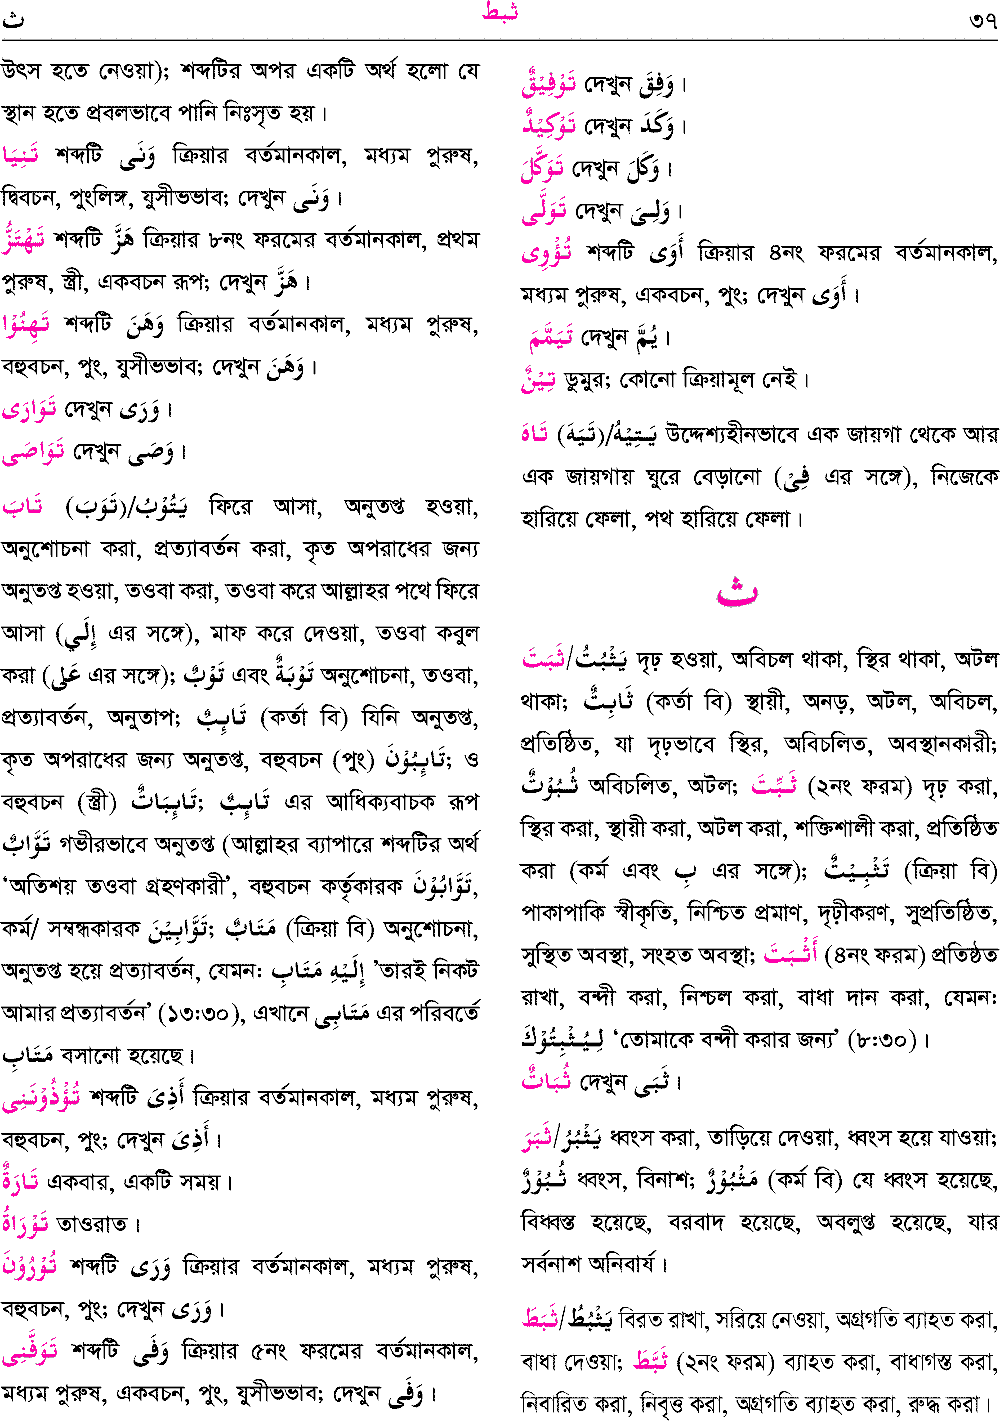 ث ثبط ৩৭
উৎস হতে নেওয়া); শব্দটির অপর একটি অর্থ হলো যে
স্থান হতে প্রবলভাবে পানি নিঃসৃত হয়।
تَنِيَا শব্দটি وَنَى ক্রিয়ার বর্তমানকাল, মধ্যম পুরুষ,
দ্বিবচন, পুংলিঙ্গ, যুসীভভাব; দেখুন وَنَى ।
تَهْتَزُّ শব্দটি هَزَّ ক্রিয়ার ৮নং ফরমের বর্তমানকাল, প্রথম
পুরুষ, স্ত্রী, একবচন রূপ; দেখুন هَزَّ ।
تَهِنُوْا শব্দটি وَهَنَ ক্রিয়ার বর্তমানকাল, মধ্যম পুরুষ,
বহুবচন, পুং, যুসীভভাব; দেখুন وَهَنَ ।
تَوَارَى দেখুন وَرَى ।
تَوَاصَى দেখুন وَصَى ।
تَابَ (تَوَبَ)/يَتُوْبُ ফিরে আসা, অনুতপ্ত হওয়া,
অনুশোচনা করা, প্রত্যাবর্তন করা, কৃত অপরাধের জন্য
অনুতপ্ত হওয়া, তওবা করা, তওবা করে আল্লাহর পথে ফিরে
আসা (إِلَي এর সঙ্গে), মাফ করে দেওয়া, তওবা কবুল
করা (عَلى এর সঙ্গে); تَوْبٌ এবং تَوْبَةٌ অনুশোচনা, তওবা,
প্রত্যাবর্তন, অনুতাপ; تَايِبٌ (কর্তা বি) যিনি অনুতপ্ত,
কৃত অপরাধের জন্য অনুতপ্ত, বহুবচন (পুং) تَايِبُوْنَ; ও
বহুবচন (স্ত্রী) تَايِبَاتٌ; تَايِبٌ এর আধিক্যবাচক রূপ
تَوَّابٌ গভীরভাবে অনুতপ্ত (আল্লাহর ব্যাপারে শব্দটির অর্থ
‘অতিশয় তওবা গ্রহণকারী’, বহুবচন কর্তৃকারক تَوَّابُوْنَ,
কর্ম/ সম্বন্ধকারক تَوَّابِيْنَ; مَتَابٌ (ক্রিয়া বি) অনুশোচনা,
অনুতপ্ত হয়ে প্রত্যাবর্তন, যেমন: إِلَيْهِ مَتَابِ ’তারই নিকট
আমার প্রত্যাবর্তন’ (১৩:৩০), এখানে مَتَابِى এর পরিবর্তে
مَتَابِ বসানো হয়েছে।
تُؤْذُوْنَنِى শব্দটি أَذِىَ ক্রিয়ার বর্তমানকাল, মধ্যম পুরুষ,
বহুবচন, পুং; দেখুন أَذِىَ ।
تَارَةٌ একবার, একটি সময়।
تَوْرَاةُ তাওরাত।
تُوْرُوْنَ শব্দটি وَرَى ক্রিয়ার বর্তমানকাল, মধ্যম পুরুষ,
বহুবচন, পুং; দেখুন وَرَى ।
تَوَفَّنِى শব্দটি وَفَى ক্রিয়ার ৫নং ফরমের বর্তমানকাল,
মধ্যম পুরুষ, একবচন, পুং, যুসীভভাব; দেখুন وَفَى ।
تَوْفِيْقٌ দেখুন وَفِقَ ।
تَوْكِيْدٌ দেখুন وَكَدَ ।
تَوَكَّلَ দেখুন وَكَلَ ।
تَوَلَّى দেখুন وَلِىَ ।
تُؤْوِى শব্দটি أَوَى ক্রিয়ার ৪নং ফরমের বর্তমানকাল,
মধ্যম পুরুষ, একবচন, পুং; দেখুন أَوَى ।
تَيَمَّمَ দেখুন يُمَّ ।
تِيْنٌ ডুমুর; কোনো ক্রিয়ামূল নেই।
تَاهَ (تَيَهَ)/يَتِيْهُ উদ্দেশ্যহীনভাবে এক জায়গা থেকে আর
এক জায়গায় ঘুরে বেড়ানো (فِىْ এর সঙ্গে), নিজেকে
হারিয়ে ফেলা, পথ হারিয়ে ফেলা।
ث
ثَبَتَ/يَثْبُتُ দৃঢ় হওয়া, অবিচল থাকা, স্থির থাকা, অটল
থাকা; ثَابِتٌ (কর্তা বি) স্থায়ী, অনড়, অটল, অবিচল,
প্রতিষ্ঠিত, যা দৃঢ়ভাবে স্থির, অবিচলিত, অবস্থানকারী;
ثُبُوْتٌ অবিচলিত, অটল; ثَبِّتَ (২নং ফরম) দৃঢ় করা,
স্থির করা, স্থায়ী করা, অটল করা, শক্তিশালী করা, প্রতিষ্ঠিত
করা (কর্ম এবং بِ এর সঙ্গে); تَثْبِيْتٌ (ক্রিয়া বি)
পাকাপাকি স্বীকৃতি, নিশ্চিত প্রমাণ, দৃঢ়ীকরণ, সুপ্রতিষ্ঠিত,
সুস্থিত অবস্থা, সংহত অবস্থা; أَثْبَتَ (৪নং ফরম) প্রতিষ্ঠত
রাখা, বন্দী করা, নিশ্চল করা, বাধা দান করা, যেমন:
لِيُثْبِتُوْكَ ‘তোমাকে বন্দী করার জন্য’ (৮:৩০)।
ثُبَاتٌ দেখুন ثَبَى ।
ثَبَرَ/يَثْبُرُ ধ্বংস করা, তাড়িয়ে দেওয়া, ধ্বংস হয়ে যাওয়া;
ثُبُوْرٌ ধ্বংস, বিনাশ; مَثْبُوْرٌ (কর্ম বি) যে ধ্বংস হয়েছে,
বিধ্বস্ত হয়েছে, বরবাদ হয়েছে, অবলুপ্ত হয়েছে, যার
সর্বনাশ অনিবার্য।
ثَبَطَ/يَثْبُطُ বিরত রাখা, সরিয়ে নেওয়া, অগ্রগতি ব্যাহত করা,
বাধা দেওয়া; ثَبَّطَ (২নং ফরম) ব্যাহত করা, বাধাগস্ত করা,
নিবারিত করা, নিবৃত্ত করা, অগ্রগতি ব্যাহত করা, রুদ্ধ করা।